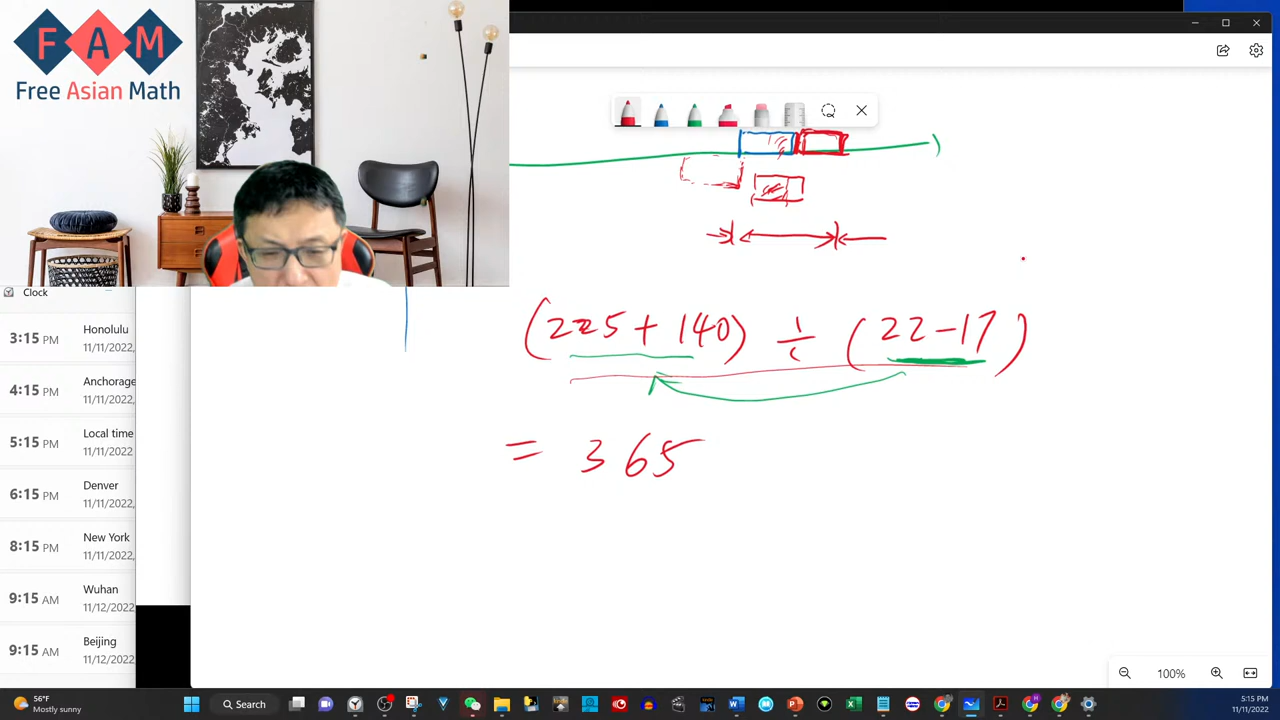 FAM
Free Asian Math
Clock
3:15 PM Honolulu
11/11/2022,
4:15 PM Anchorage
11/11/2022,
5:15 PM Local time
11/11/2022,
6:15 PM Denver
11/11/2022,
8:15 PM New York
11/11/2022,
9:15 AM Wuhan
11/12/2022
9:15 AM Beijing
11/12/2022
(225+140) ÷ (22-17)
= 365
100%
56°F
Mostly sunny
Search
5:15 PM
11/11/2022